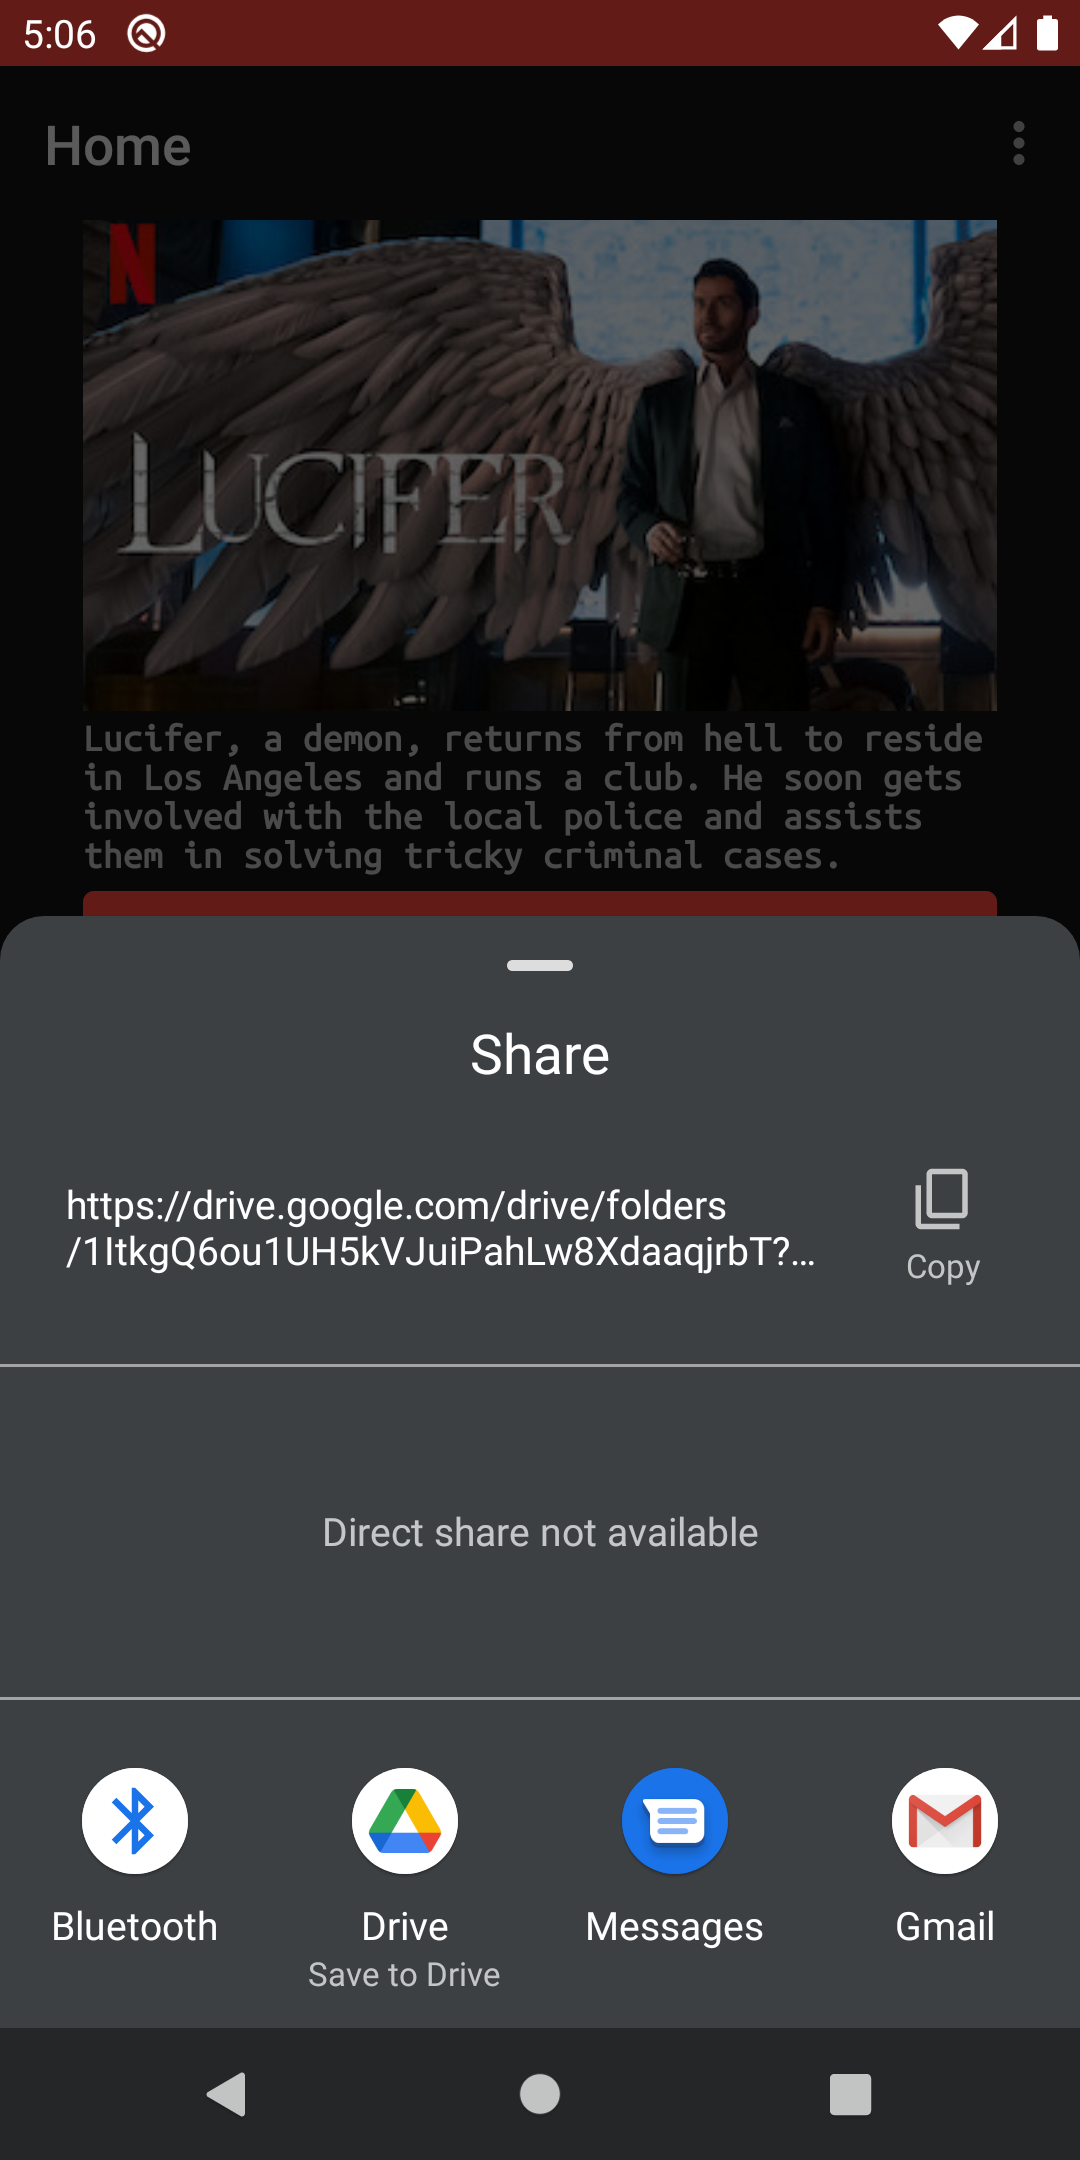 5:06
Home
N
LUCIFER
Lucifer, a demon, returns from hell to reside
in Los Angeles and runs a club. He soon gets
involved with the local police and assists
them in solving tricky criminal cases.
Share
https://drive.google.com/drive/folders
/1ItkgQ6ou1UH5kVJuiPahLw8XdaaqjrbT?...
Copy
Direct share not available
Bluetooth
Drive
Save to Drive
Messages
Gmail